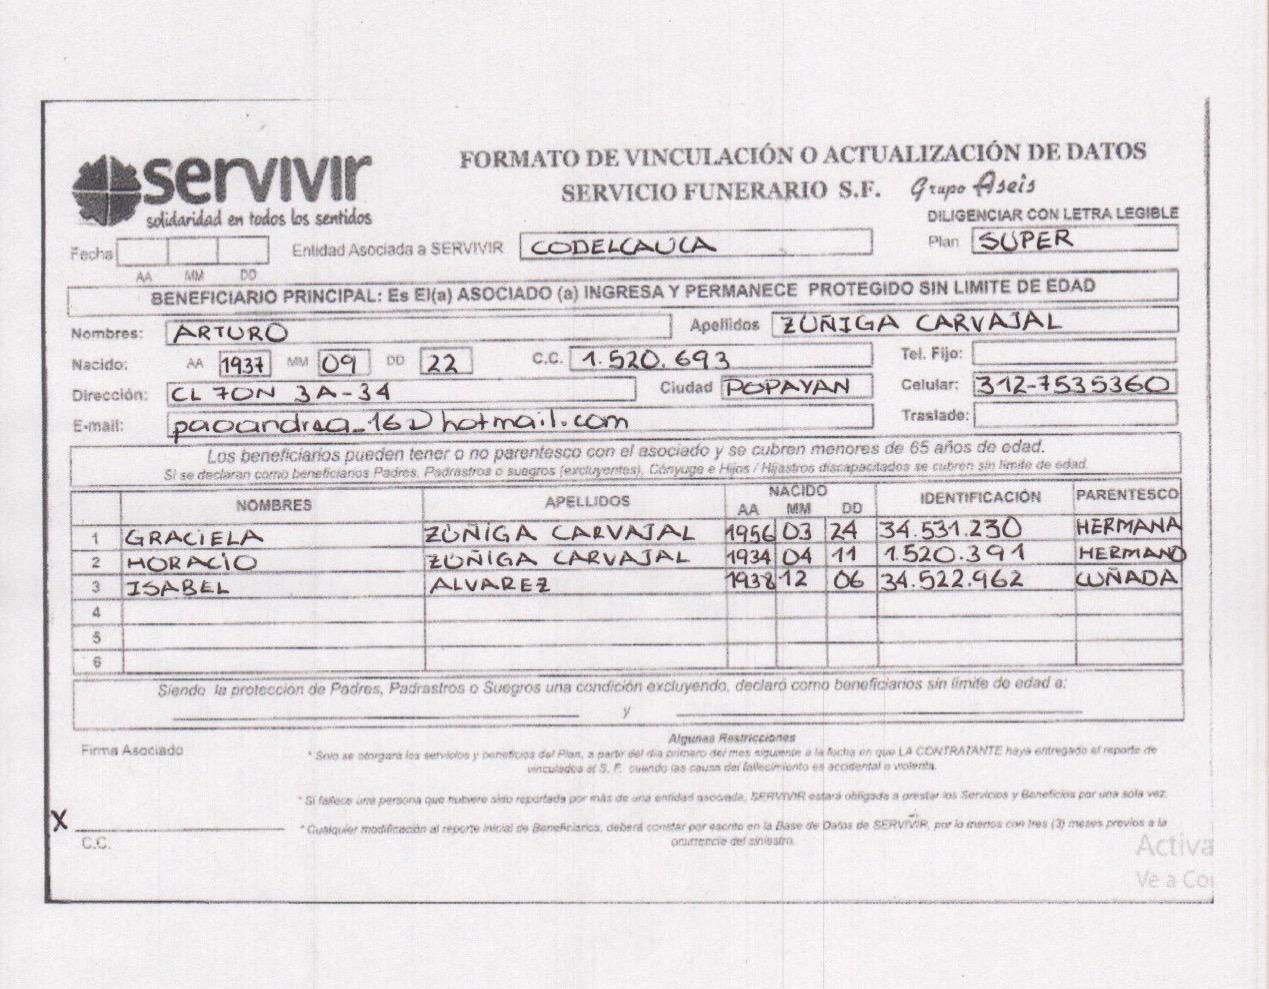 servivir
solidaridad en todos los sentidos
FORMATO DE VINCULACIÓN O ACTUALIZACIÓN DE DATOS
SERVICIO FUNERARIO S.F. Grupo Aseis
DILIGENCIAR CON LETRA LEGIBLE
Fecha AA MM DD Entidad Asociada a SERVIVIR CODELCAUCA Plan SUPER
BENEFICIARIO PRINCIPAL: Es El(a) ASOCIADO (a) INGRESA Y PERMANECE PROTEGIDO SIN LIMITE DE EDAD
Nombres: ARTURO Apellidos ZÚÑIGA CARVAJAL
Nacido: AA 1937 MM 09 DD 22 C.C. 1.520.693 Tel. Fijo:
Dirección: CL 70N 3A-34 Ciudad POPAYAN Celular: 312-7535360
E-mail: paoandrea_16@hotmail.com Traslado:
Los beneficiarios pueden tener o no parentesco con el asociado y se cubren menores de 65 años de edad.
Si se declaran como beneficiarios Padres, Padrastros o suegros (excluyentes), Cónyuge e Hijos / Hijastros discapacitados se cubren sin limite de edad.
NOMBRES APELLIDOS NACIDO AA MM DD IDENTIFICACIÓN PARENTESCO
1 GRACIELA ZÚÑIGA CARVAJAL 1956 03 24 34.531.230 HERMANA
2 HORACIO ZÚÑIGA CARVAJAL 1934 04 11 1.520.391 HERMANO
3 ISABEL ALVAREZ 1938 12 06 34.522.962 CUÑADA
4
5
6
Siendo la protección de Padres, Padrastros o Suegros una condición excluyendo, declaró como beneficiarios sin limite de edad a:
y
Firma Asociado
Algunas Restricciones
* Solo se otorgara los servicios y beneficios del Plan, a partir del día primero del mes siguiente a la fecha en que LA CONTRATANTE haya entregado el reporte de
vinculados al S. F. cuando las causa del fallecimiento es accidental o violenta.
* Si fallece una persona que hubiere sido reportada por más de una entidad asociada, SERVIVIR estará obligada a prestar los Servicios y Beneficios por una sola vez.
X
C.C.
* Cualquier modificación al reporte inicial de Beneficiarios, deberá constar por escrito en la Base de Datos de SERVIVIR, por lo menos con tres (3) meses previos a la
ocurrencia del siniestro.
Activa
Ve a Co